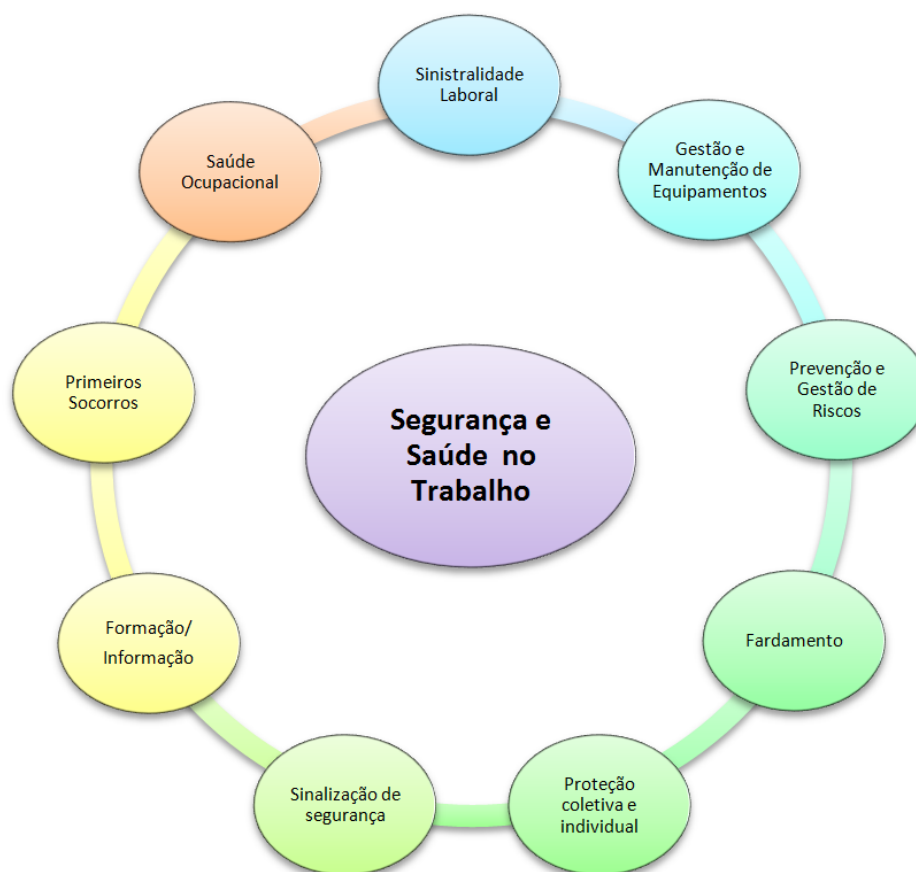 Sinistralidade
Laboral
Gestão e
Manutenção de
Equipamentos
Prevenção e
Gestão de
Riscos
Fardamento
Proteção
coletiva e
individual
Sinalização de
segurança
Formação/
Informação
Primeiros
Socorros
Saúde
Ocupacional
Segurança e
Saúde no
Trabalho